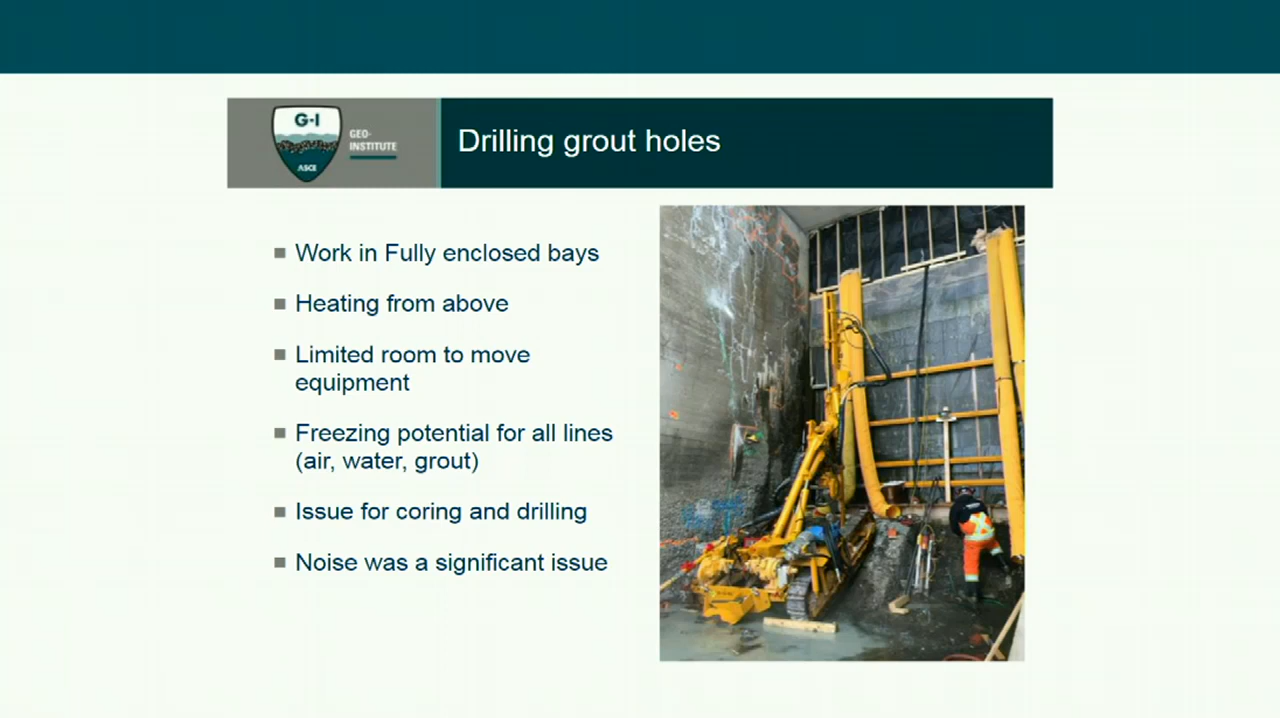 G-I
GEO-
INSTITUTE
ASCE
Drilling grout holes
Work in Fully enclosed bays
Heating from above
Limited room to move
equipment
Freezing potential for all lines
(air, water, grout)
Issue for coring and drilling
Noise was a significant issue